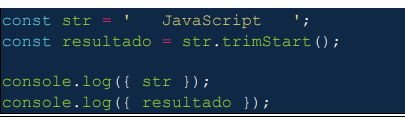 const str = '   JavaScript   ';
const resultado = str.trimStart();
console.log({ str });
console.log({ resultado });